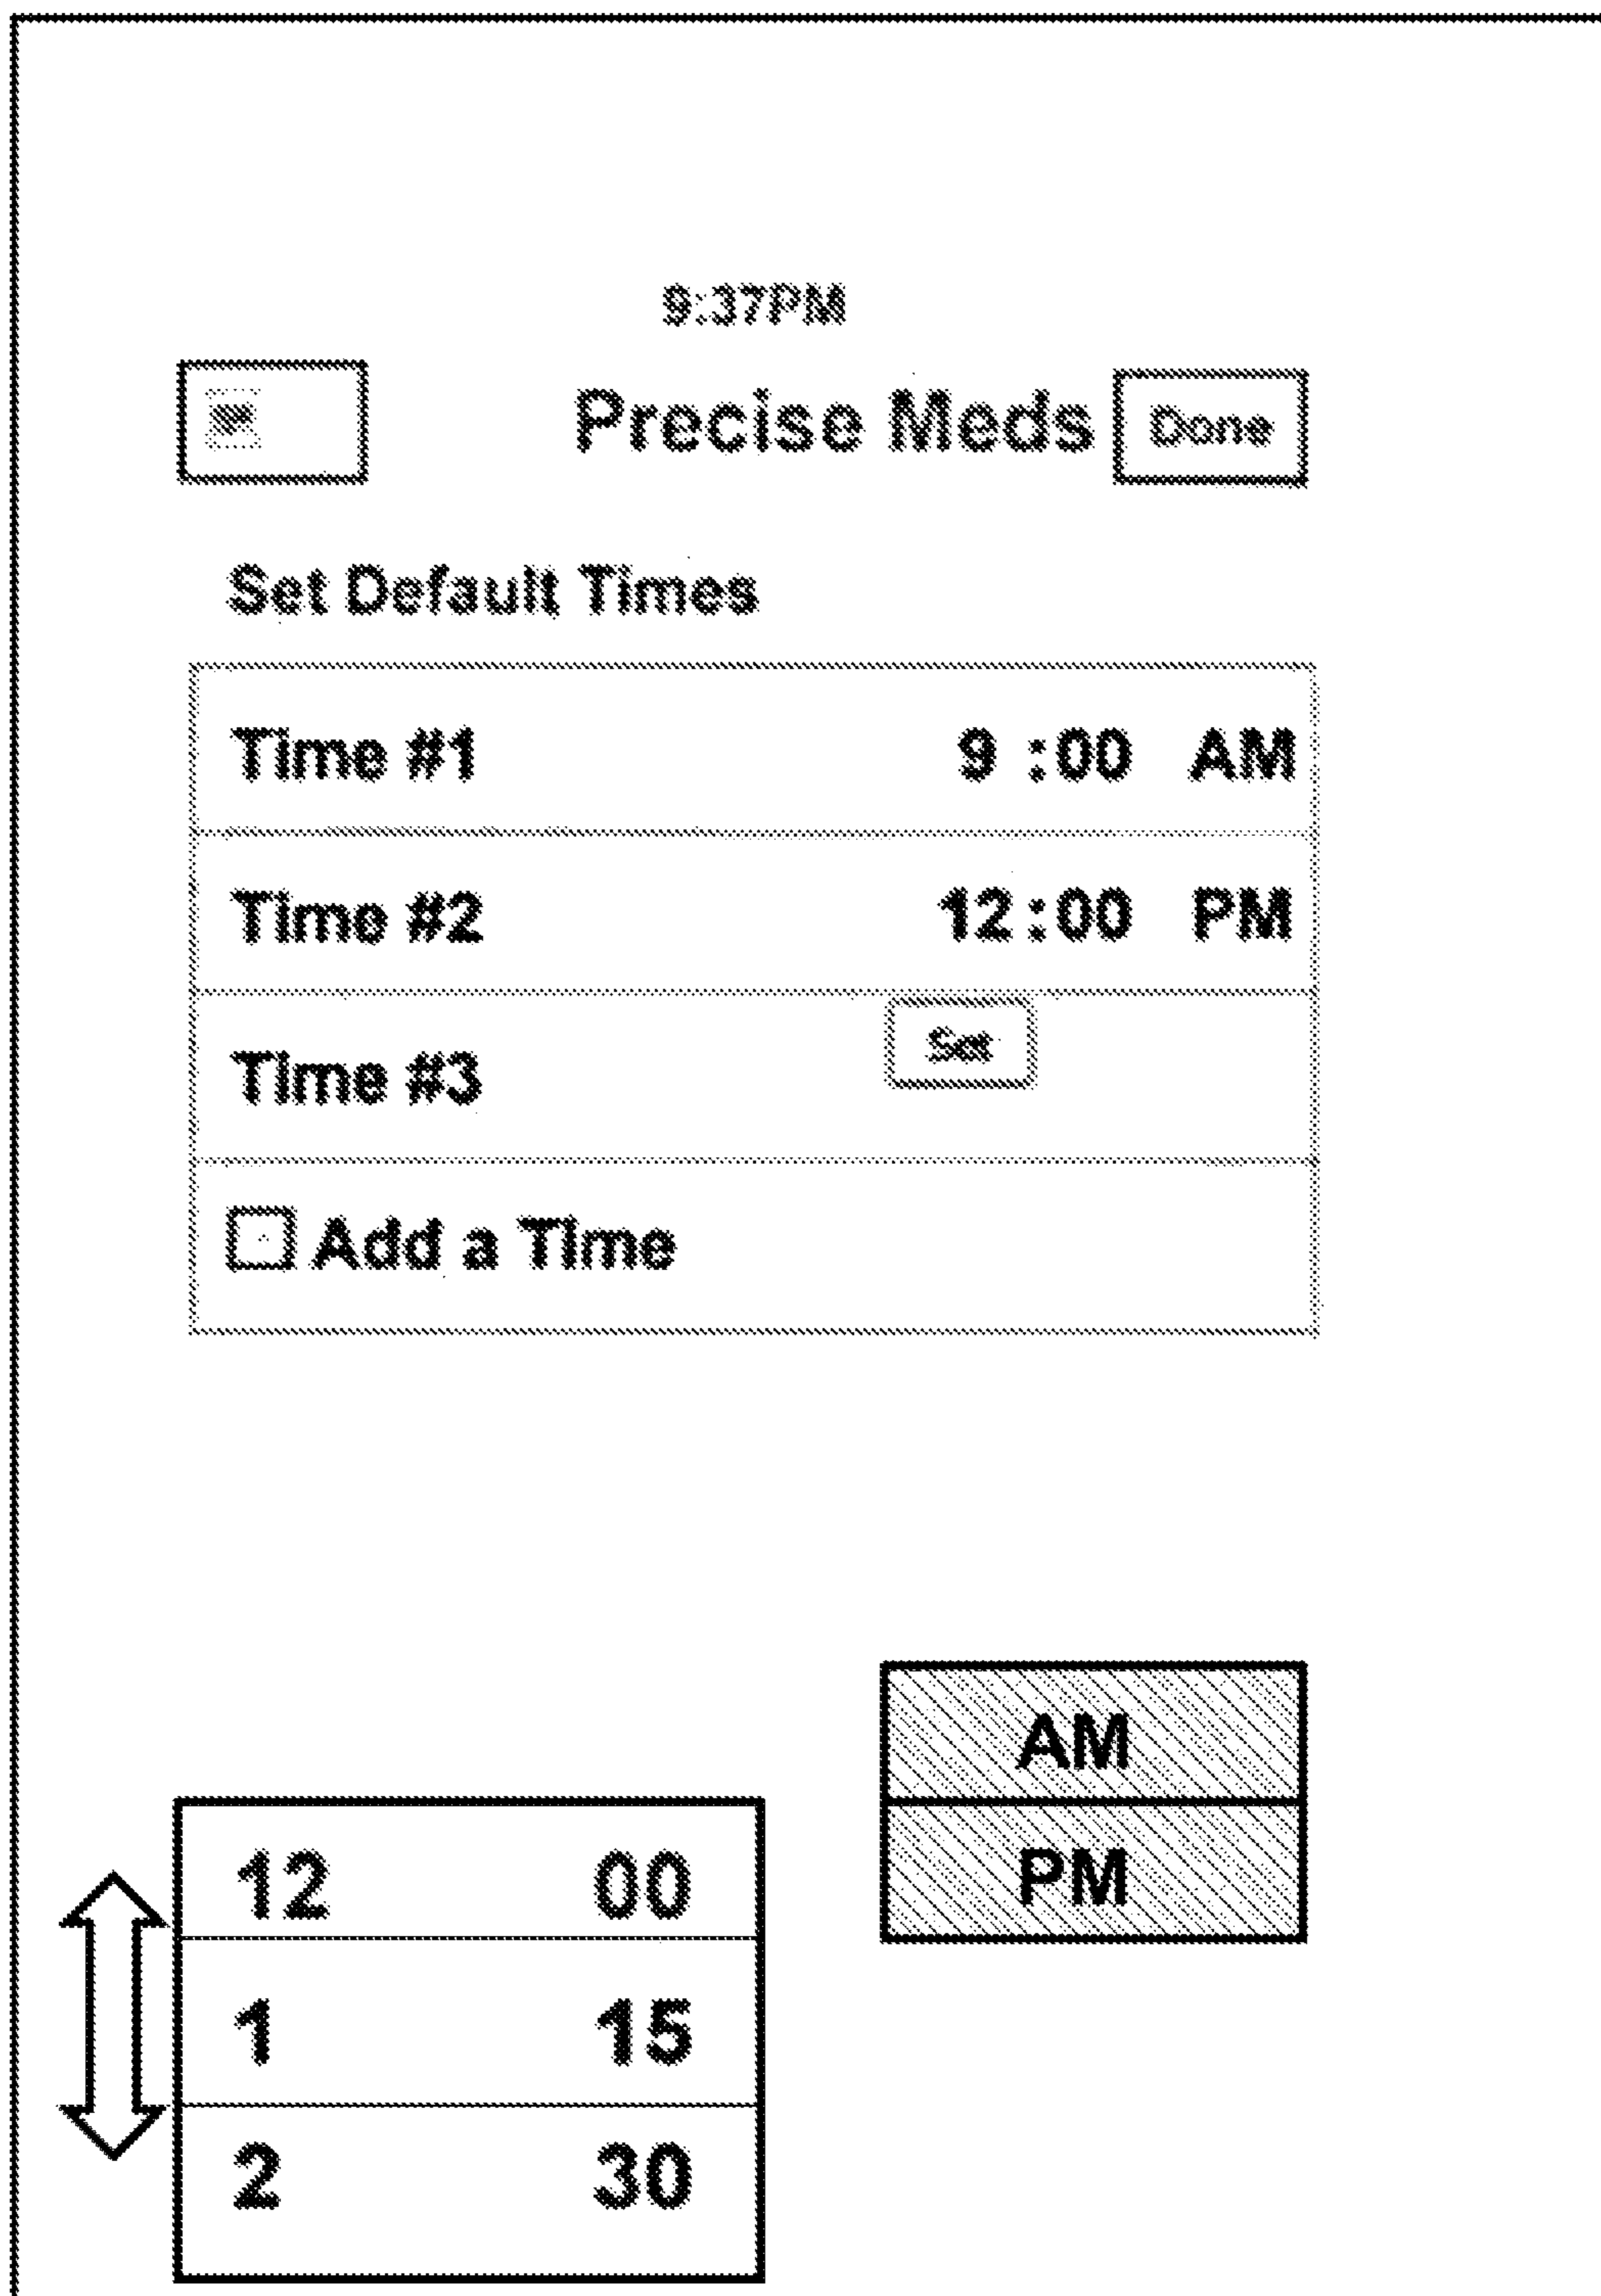 9:37PM
Precise Meds Done
Set Default Times
Time #1 9 :00 AM
Time #2 12:00 PM
Set
Time #3
Add a Time
AM
PM
12 00
1 15
2 30